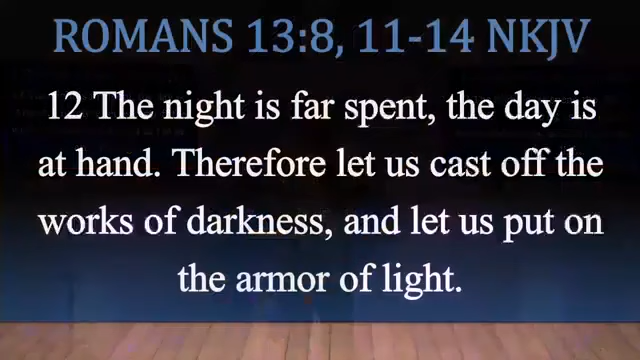 ROMANS 13:8, 11-14 NKJV
12 The night is far spent, the day is
at hand. Therefore let us cast off the
works of darkness, and let us put on
the armor of light.